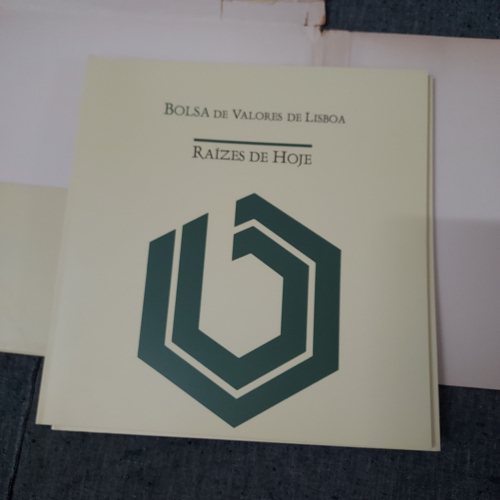 BOLSA DE VALORES DE LISBOA
RAÍZES DE HOJE